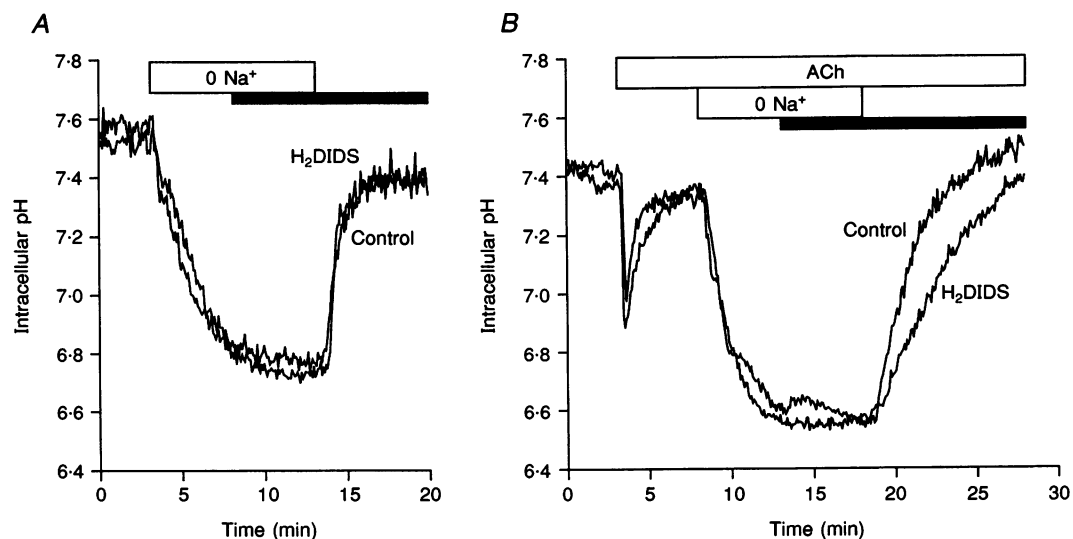 A
7·8
7·6
7·4
7·2
7·0
6·8
6·6
6·4
Intracellular pH
0 Na⁺
H₂DIDS
Control
0
5
10
15
20
Time (min)
B
7·8
7·6
7·4
7·2
7·0
6·8
6·6
6·4
Intracellular pH
ACh
0 Na⁺
Control
H₂DIDS
0
5
10
15
20
25
30
Time (min)